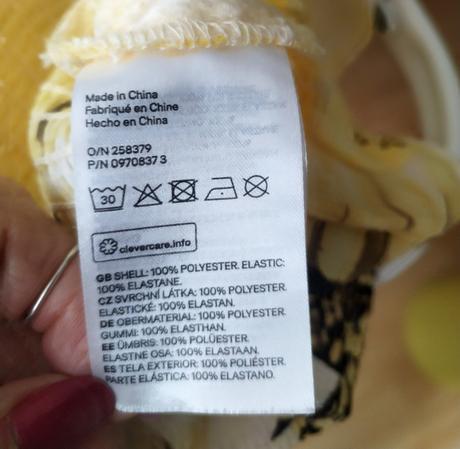 Made in China
Fabriqué en Chine
Hecho en China
O/N 258379
P/N 0970837 3
30
clevercare.info
GB SHELL: 100% POLYESTER. ELASTIC:
100% ELASTANE.
CZ SVRCHNÍ LÁTKA: 100% POLYESTER.
ELASTICKÉ: 100% ELASTAN.
DE OBERMATERIAL: 100% POLYESTER.
GUMMI: 100% ELASTHAN.
EE ÜMBRIS: 100% POLÜESTER.
ELASTNE OSA: 100% ELASTAAN.
ES TELA EXTERIOR: 100% POLIÉSTER.
PARTE ELÁSTICA: 100% ELASTANO.